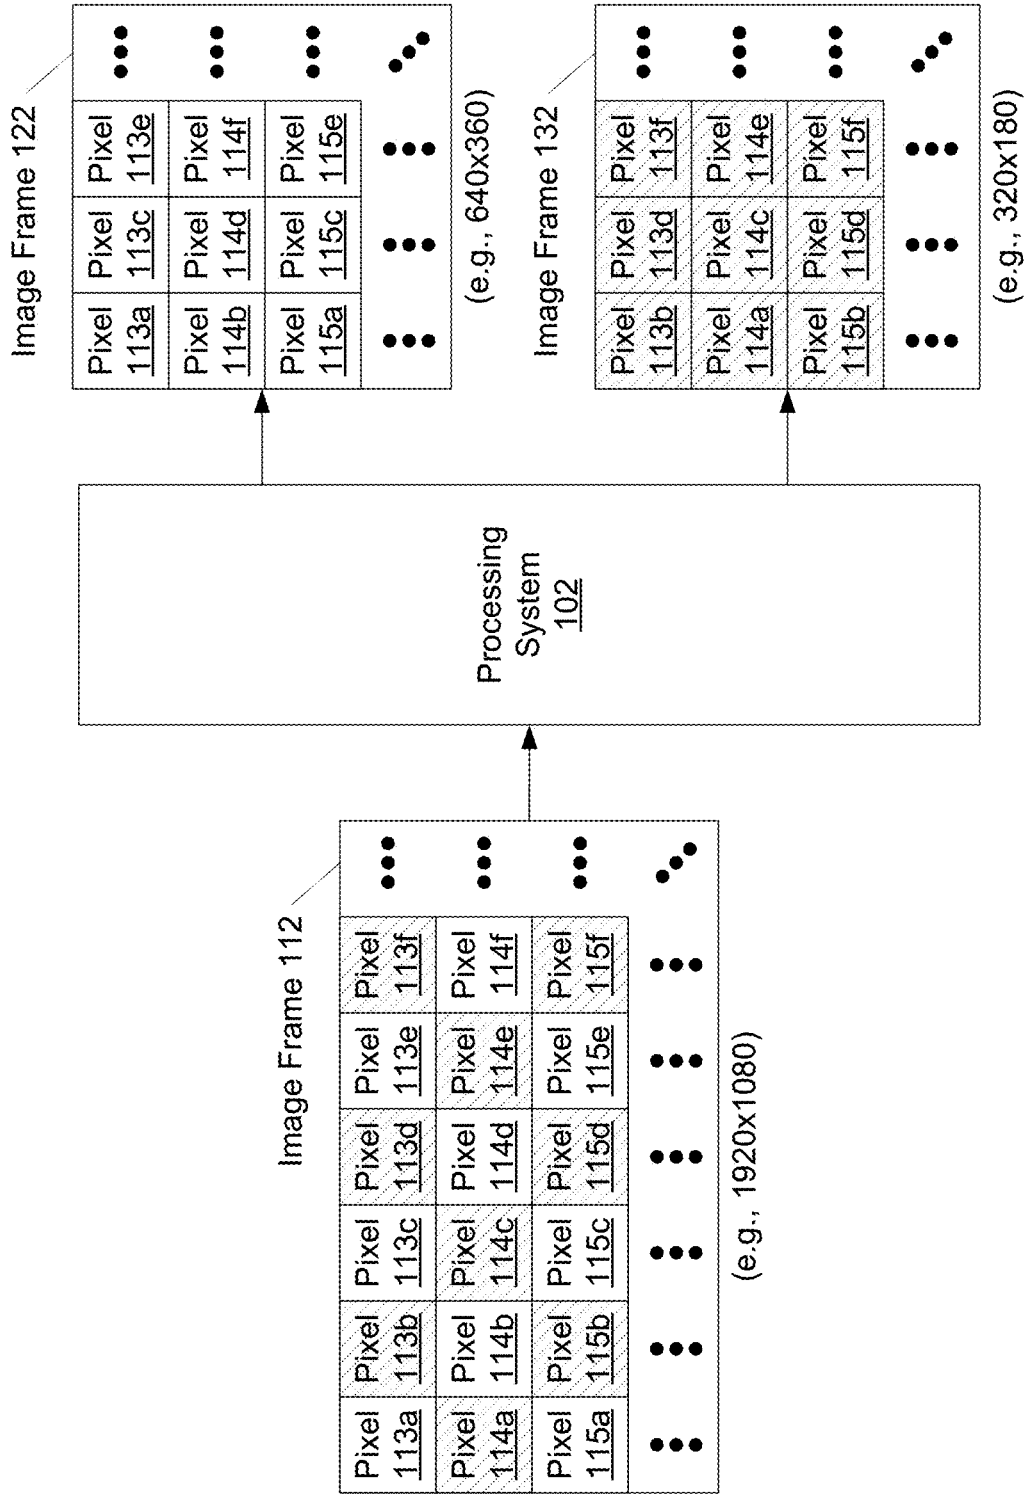 Image Frame 112
Pixel 113a Pixel 113b Pixel 113c Pixel 113d Pixel 113e Pixel 113f
Pixel 114a Pixel 114b Pixel 114c Pixel 114d Pixel 114e Pixel 114f
Pixel 115a Pixel 115b Pixel 115c Pixel 115d Pixel 115e Pixel 115f
(e.g., 1920x1080)
Processing
System
102
Image Frame 122
Pixel 113a Pixel 113c Pixel 113e
Pixel 114b Pixel 114d Pixel 114f
Pixel 115a Pixel 115c Pixel 115e
(e.g., 640x360)
Image Frame 132
Pixel 113b Pixel 113d Pixel 113f
Pixel 114a Pixel 114c Pixel 114e
Pixel 115b Pixel 115d Pixel 115f
(e.g., 320x180)